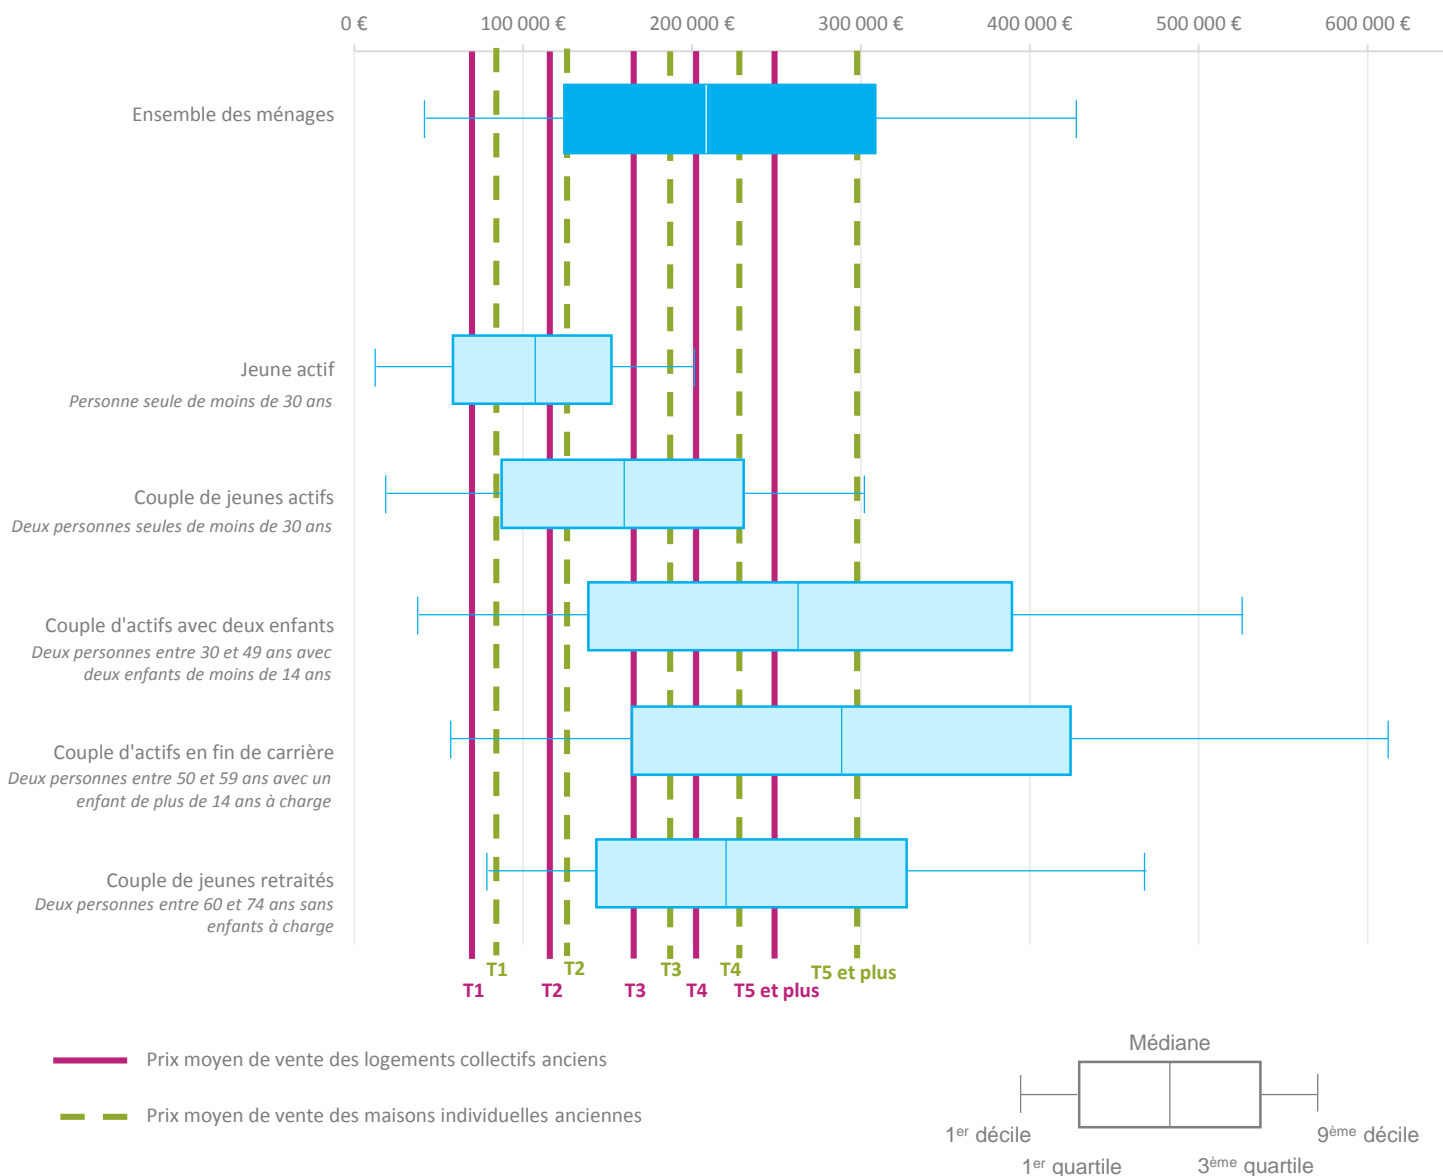 0 € 100 000 € 200 000 € 300 000 € 400 000 € 500 000 € 600 000 €
Ensemble des ménages
Jeune actif
Personne seule de moins de 30 ans
Couple de jeunes actifs
Deux personnes seules de moins de 30 ans
Couple d'actifs avec deux enfants
Deux personnes entre 30 et 49 ans avec
deux enfants de moins de 14 ans
Couple d'actifs en fin de carrière
Deux personnes entre 50 et 59 ans avec un
enfant de plus de 14 ans à charge
Couple de jeunes retraités
Deux personnes entre 60 et 74 ans sans
enfants à charge
T1 T2 T3 T4 T5 et plus
T1 T2 T3 T4 T5 et plus
Prix moyen de vente des logements collectifs anciens
Prix moyen de vente des maisons individuelles anciennes
Médiane
1er décile 9ème décile
1er quartile 3ème quartile